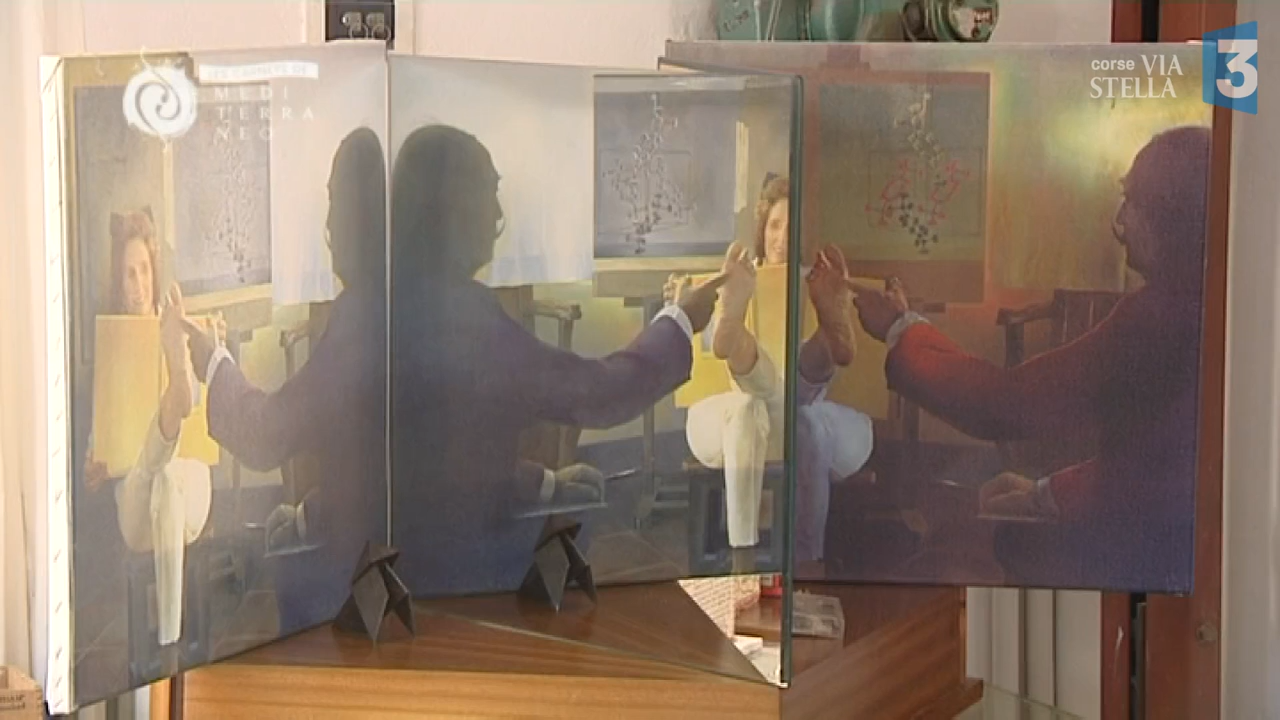 LES CARNETS DE
MEDI
TERRA
NEO
corse VIA
STELLA
3